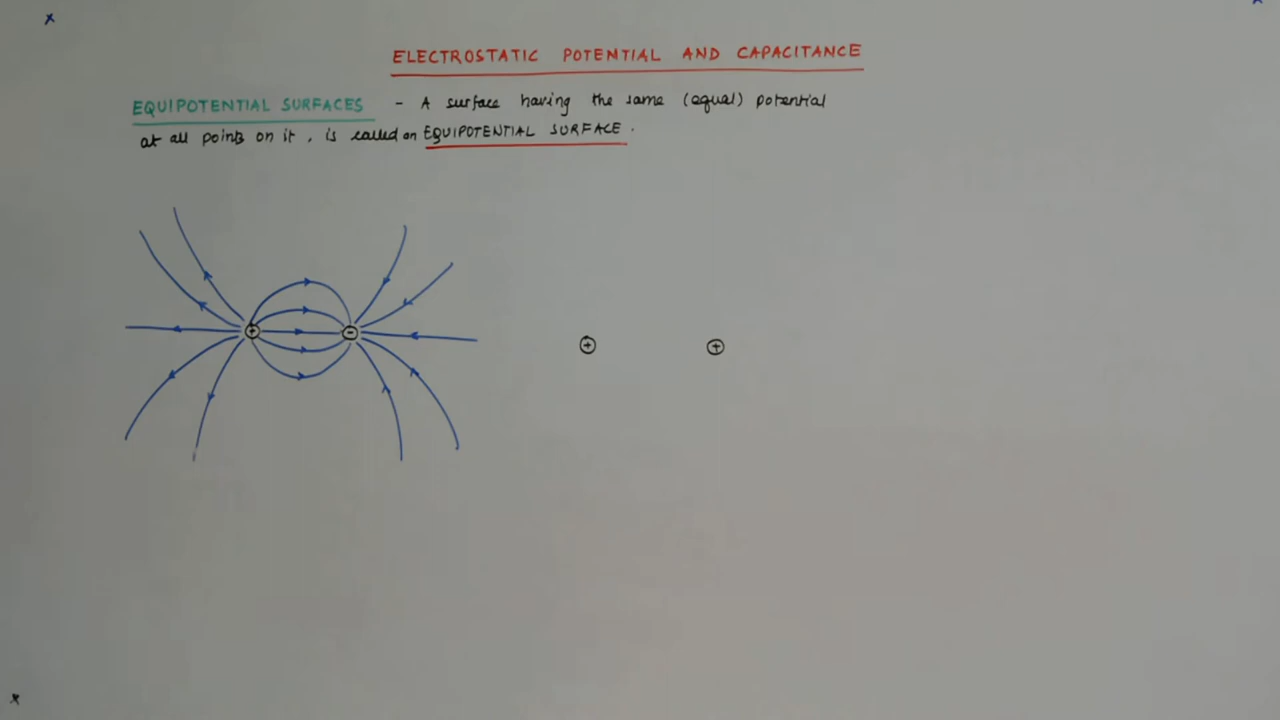 ELECTROSTATIC POTENTIAL AND CAPACITANCE
EQUIPOTENTIAL SURFACES - A surface having the same (equal) potential
at all points on it, is called an EQUIPOTENTIAL SURFACE.
+ -
+ +